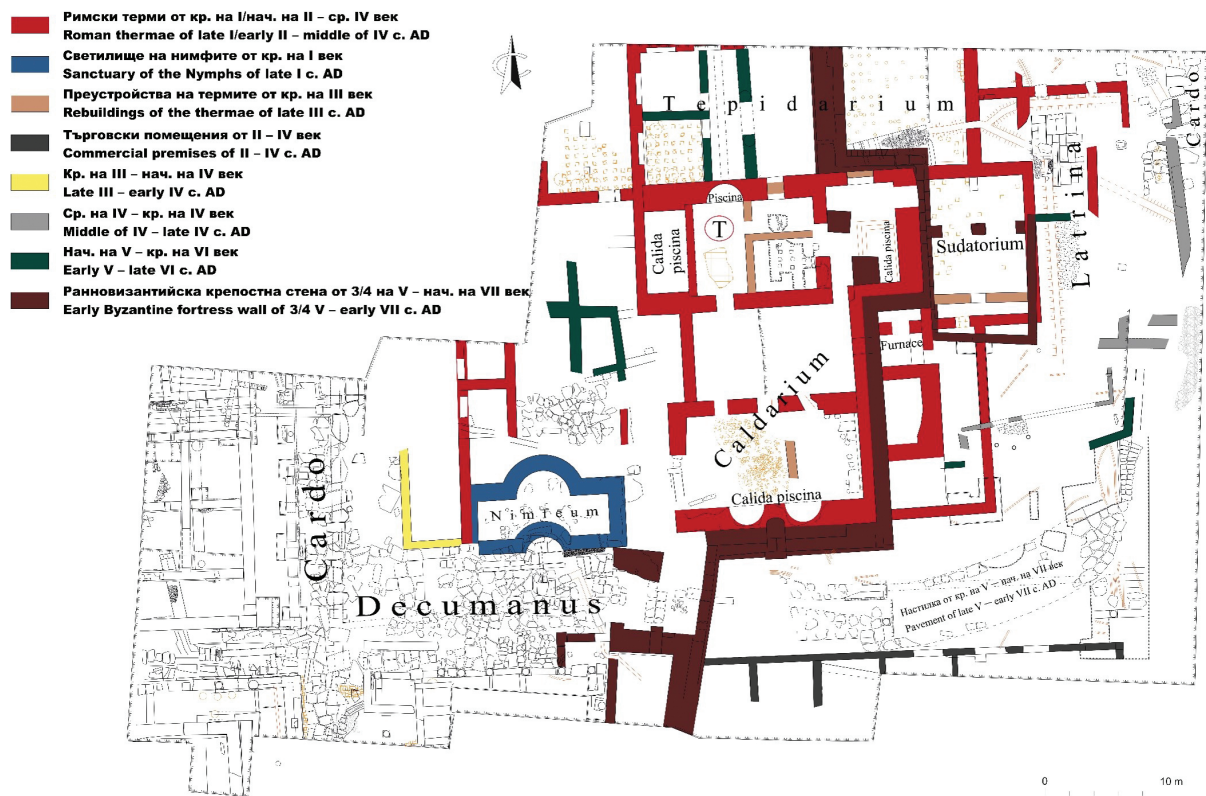 Римски терми от кр. на I/нач. на II – ср. IV век
Roman thermae of late I/early II – middle of IV c. AD
Светилище на нимфите от кр. на I век
Sanctuary of the Nymphs of late I c. AD
Преустройства на термите от кр. на III век
Rebuildings of the thermae of late III c. AD
Търговски помещения от II – IV век
Commercial premises of II – IV c. AD
Кр. на III – нач. на IV век
Late III – early IV c. AD
Ср. на IV – кр. на IV век
Middle of IV – late IV c. AD
Нач. на V – кр. на VI век
Early V – late VI c. AD
Ранновизантийска крепостна стена от 3/4 на V – нач. на VII век
Early Byzantine fortress wall of 3/4 V – early VII c. AD
Tepidarium
Cardo
Latrina
Piscina
T
Calida
piscina
Calida piscina
Sudatorium
Furnace
Caldarium
Calida piscina
Nimfeum
Cardo
Decumanus
Настилка от кр. на V – нач. на VII век
Pavement of late V – early VII c. AD
0 10 m